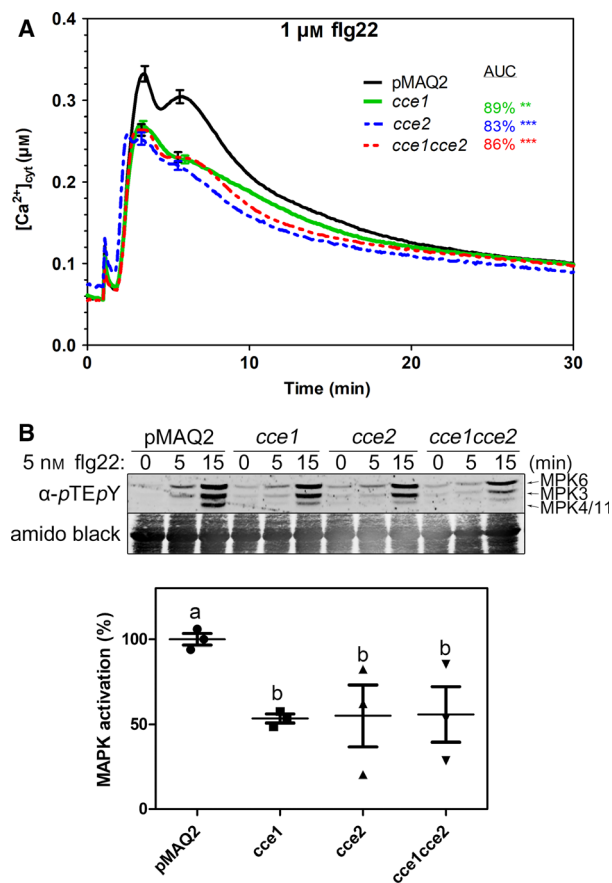 A
1 µM flg22
0.4
0.3
0.2
0.1
0.0
[Ca2+]cyt (µM)
AUC
pMAQ2
cce1 89% **
cce2 83% ***
cce1cce2 86% ***
0 10 20 30
Time (min)
B
pMAQ2 cce1 cce2 cce1cce2
5 nM flg22: 0 5 15 0 5 15 0 5 15 0 5 15 (min)
α-pTEpY
MPK6
MPK3
MPK4/11
amido black
MAPK activation (%)
100
50
0
a
b
b
b
pMAQ2
cce1
cce2
cce1cce2